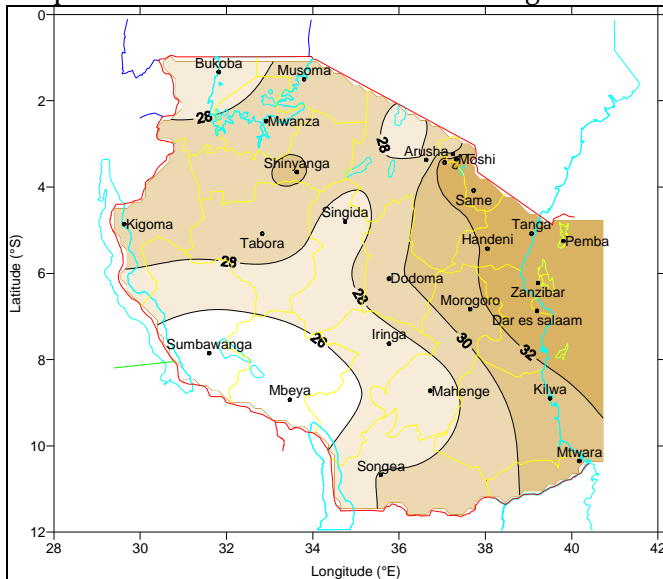 0
2
4
6
8
10
12
Latitude (°S)
Bukoba
Musoma
28
Mwanza
28
Arusha
Moshi
Shinyanga
Same
Singida
Kigoma
Tanga
Tabora
Handeni
Pemba
28
Dodoma
28
Zanzibar
Morogoro
Dar es salaam
26
Iringa
30
32
Sumbawanga
Mbeya
Mahenge
Kilwa
Mtwara
Songea
28 30 32 34 36 38 40 42
Longitude (°E)